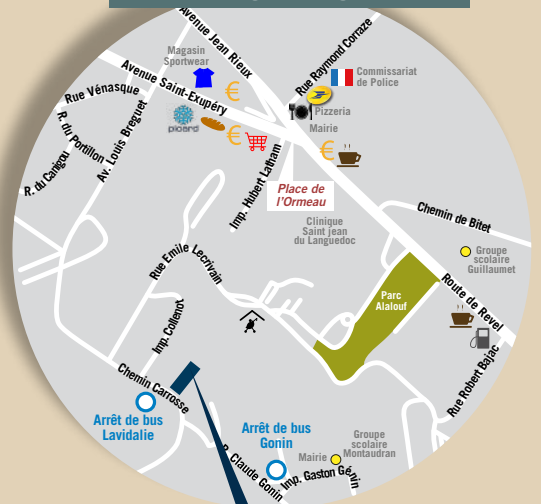 Avenue Jean Rieux
Rue Raymond Corraze
Magasin
Sportwear
Commissariat
de Police
Avenue Saint-Exupéry
€
Rue Vénasque
Pizzeria
picard
Mairie
€
€
R. du Portillon
Av. Louis Breguet
R. du Canigou
Imp. Hubert Latham
Place de
l'Ormeau
Chemin de Bitet
Clinique
Saint jean
du Languedoc
Groupe
scolaire
Guillaumet
Rue Emile Lecrivain
Route de Revel
Parc
Alalouf
Imp. Collenot
Rue Robert Bajac
Chemin Carrosse
Arrêt de bus
Lavidalie
Arrêt de bus
Gonin
Groupe
scolaire
Montaudran
Mairie
R. Claude Gonin
Imp. Gaston Génin